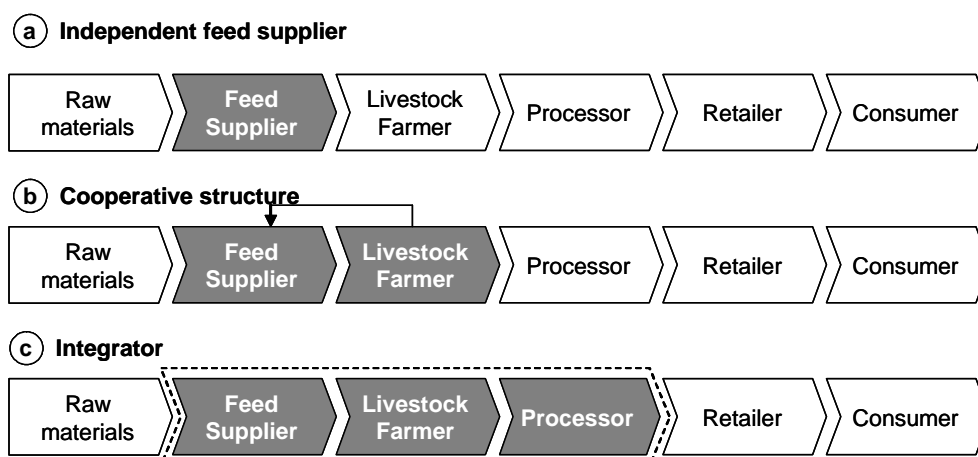 a Independent feed supplier
Raw materials
Feed Supplier
Livestock Farmer
Processor
Retailer
Consumer
b Cooperative structure
Raw materials
Feed Supplier
Livestock Farmer
Processor
Retailer
Consumer
c Integrator
Raw materials
Feed Supplier
Livestock Farmer
Processor
Retailer
Consumer